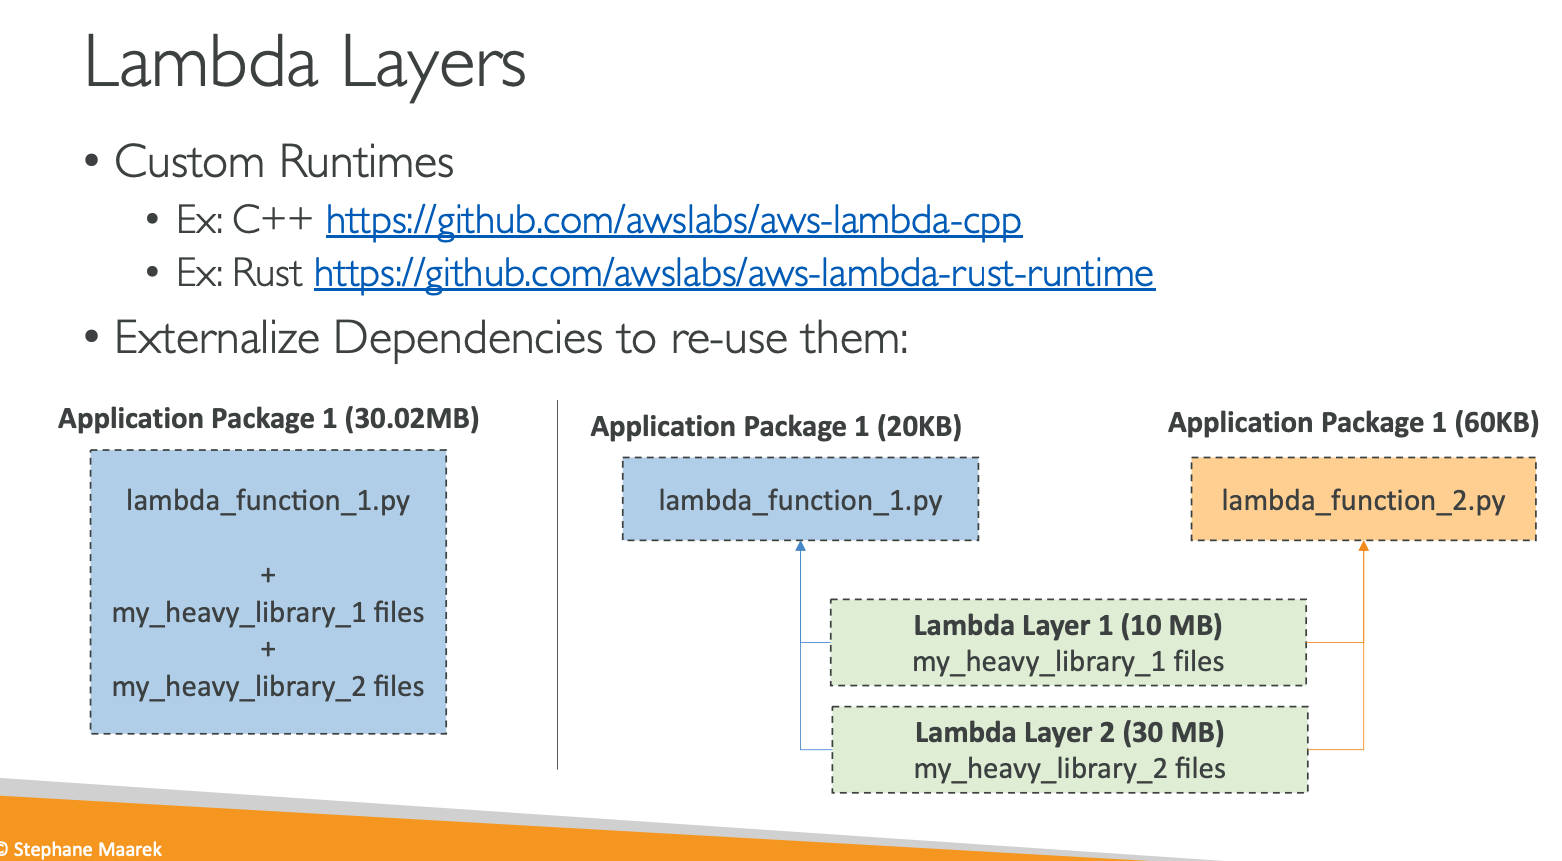 Lambda Layers
• Custom Runtimes
• Ex: C++ https://github.com/awslabs/aws-lambda-cpp
• Ex: Rust https://github.com/awslabs/aws-lambda-rust-runtime
• Externalize Dependencies to re-use them:
Application Package 1 (30.02MB)
lambda_function_1.py
+
my_heavy_library_1 files
+
my_heavy_library_2 files
Application Package 1 (20KB)
lambda_function_1.py
Application Package 1 (60KB)
lambda_function_2.py
Lambda Layer 1 (10 MB)
my_heavy_library_1 files
Lambda Layer 2 (30 MB)
my_heavy_library_2 files
© Stephane Maarek